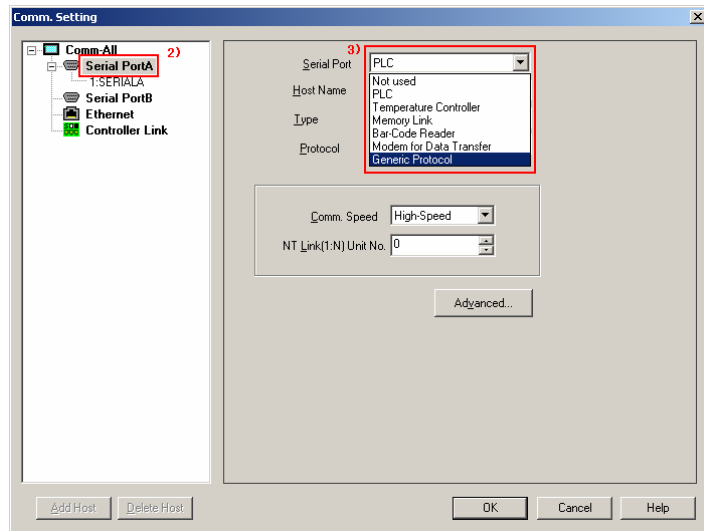 Comm. Setting
Comm-All
2)
Serial PortA
1:SERIALA
Serial PortB
Ethernet
Controller Link
3)
Serial Port PLC
Not used
PLC
Temperature Controller
Memory Link
Bar-Code Reader
Modem for Data Transfer
Generic Protocol
Host Name
Type
Protocol
Comm. Speed High-Speed
NT Link(1:N) Unit No. 0
Advanced...
Add Host Delete Host OK Cancel Help